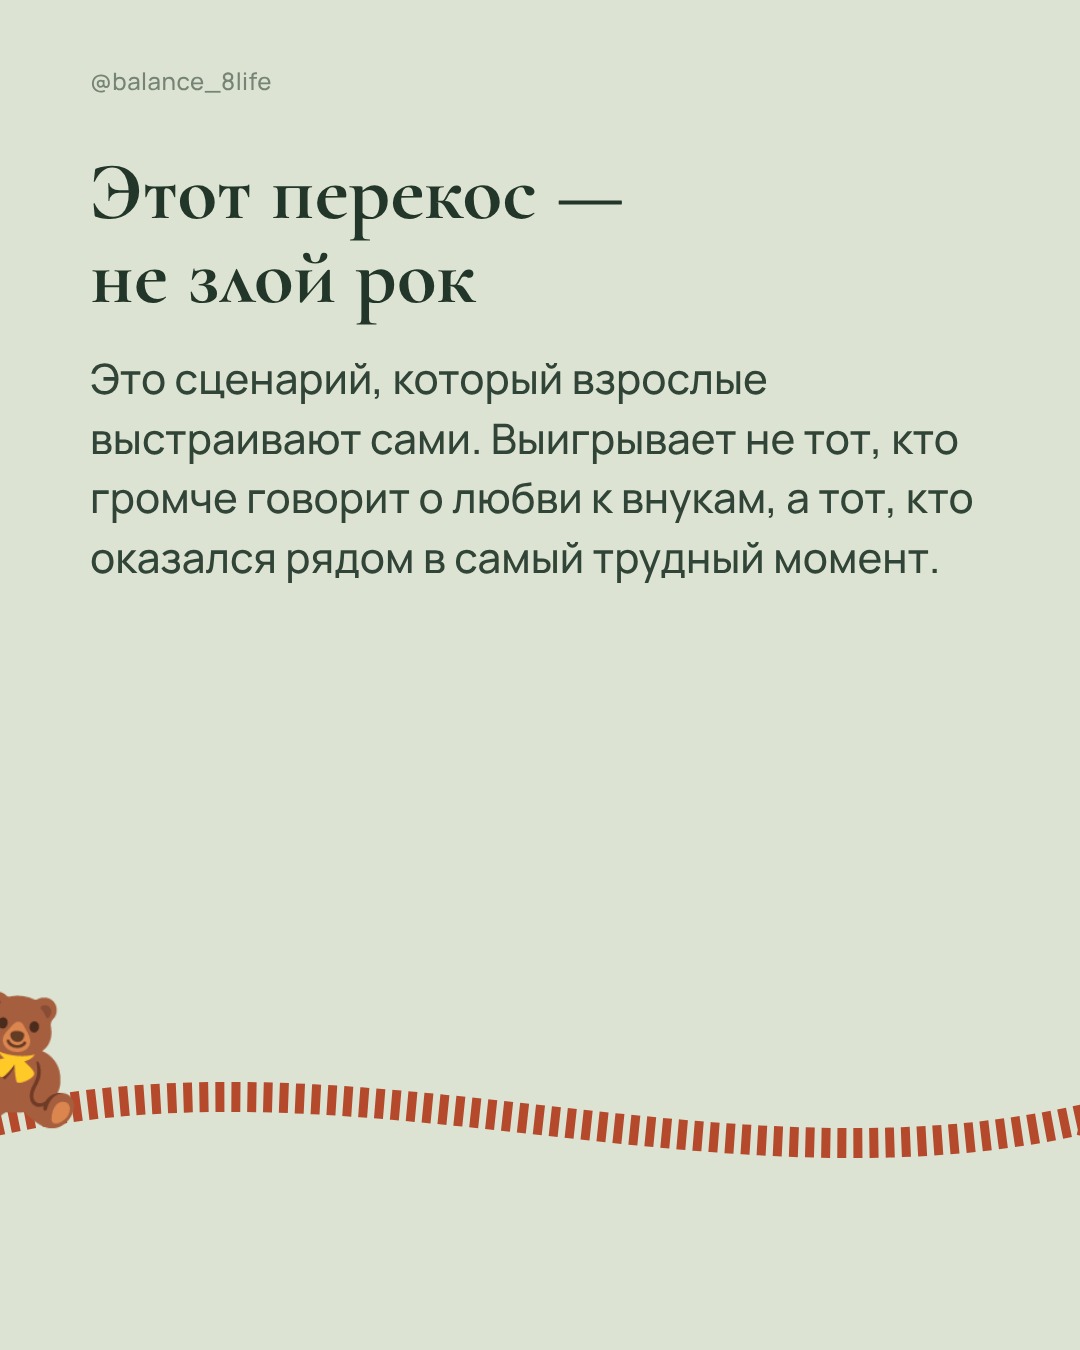 @balance_8life
Этот перекос —
не злой рок
Это сценарий, который взрослые
выстраивают сами. Выигрывает не тот, кто
громче говорит о любви к внукам, а тот, кто
оказался рядом в самый трудный момент.